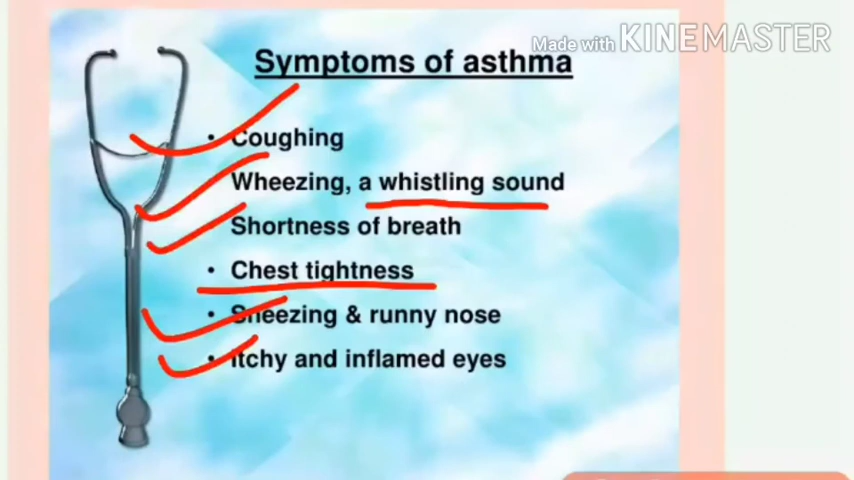 Made with KINEMASTER
Symptoms of asthma
• Coughing
Wheezing, a whistling sound
Shortness of breath
• Chest tightness
• Sneezing & runny nose
• Itchy and inflamed eyes